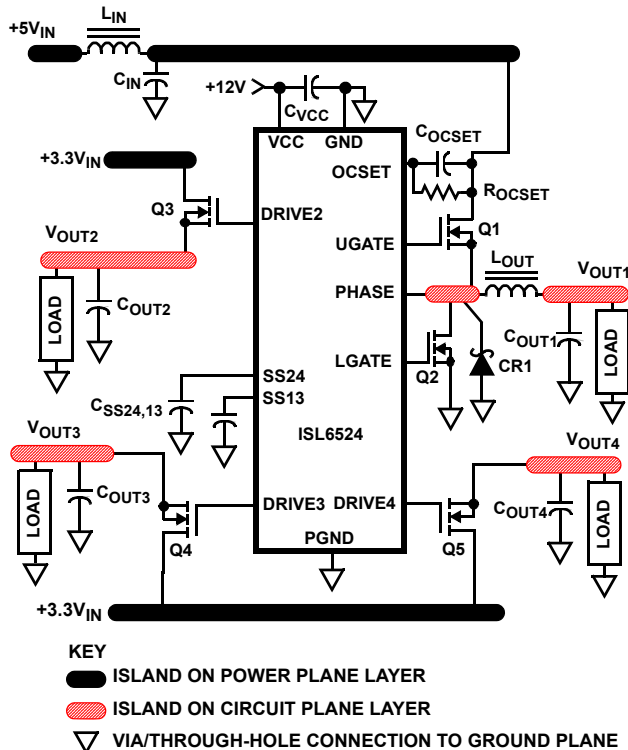 +5VIN
LIN
CIN
+12V
CVCC
VCC
GND
COCSET
OCSET
ROCSET
+3.3VIN
Q3
DRIVE2
Q1
UGATE
VOUT2
LOUT
VOUT1
PHASE
LOAD
COUT2
COUT1
LOAD
LGATE
Q2
CR1
SS24
CSS24,13
SS13
ISL6524
VOUT3
VOUT4
LOAD
COUT3
DRIVE3
DRIVE4
COUT4
LOAD
Q4
PGND
Q5
+3.3VIN
KEY
ISLAND ON POWER PLANE LAYER
ISLAND ON CIRCUIT PLANE LAYER
VIA/THROUGH-HOLE CONNECTION TO GROUND PLANE